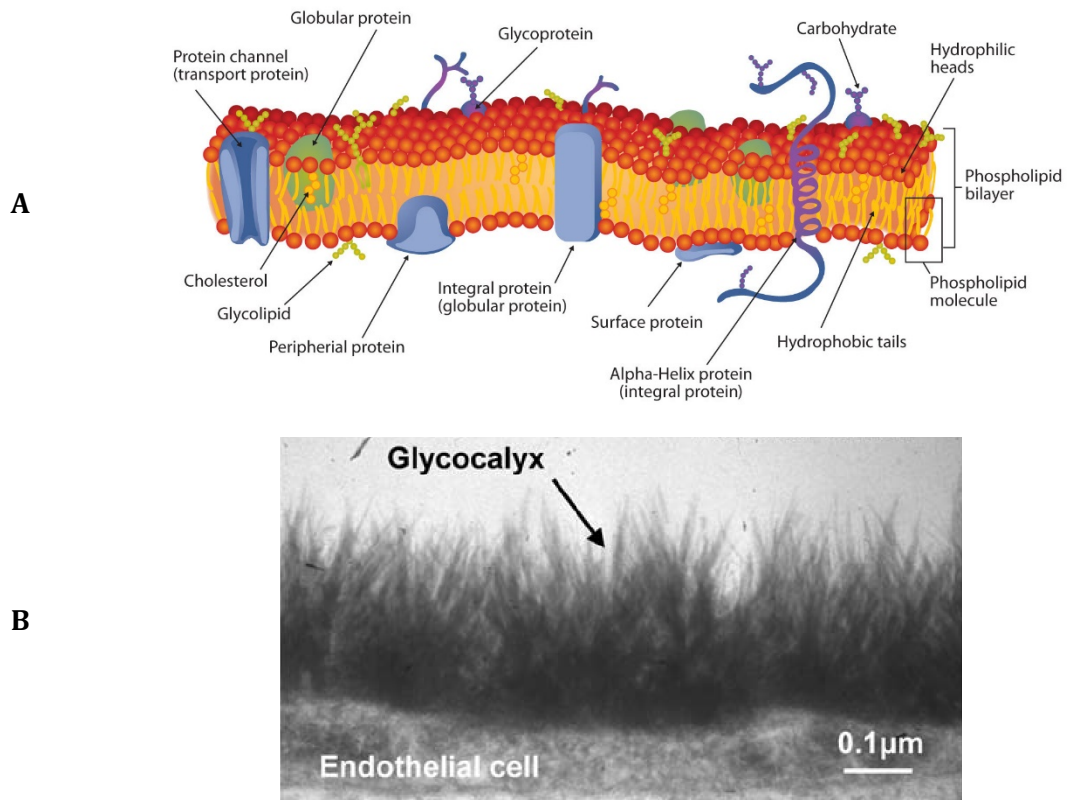 Globular protein
Protein channel
(transport protein)
Glycoprotein
Carbohydrate
Hydrophilic
heads
A
Phospholipid
bilayer
Cholesterol
Glycolipid
Peripherial protein
Integral protein
(globular protein)
Surface protein
Alpha-Helix protein
(integral protein)
Hydrophobic tails
Phospholipid
molecule
B
Glycocalyx
Endothelial cell
0.1µm